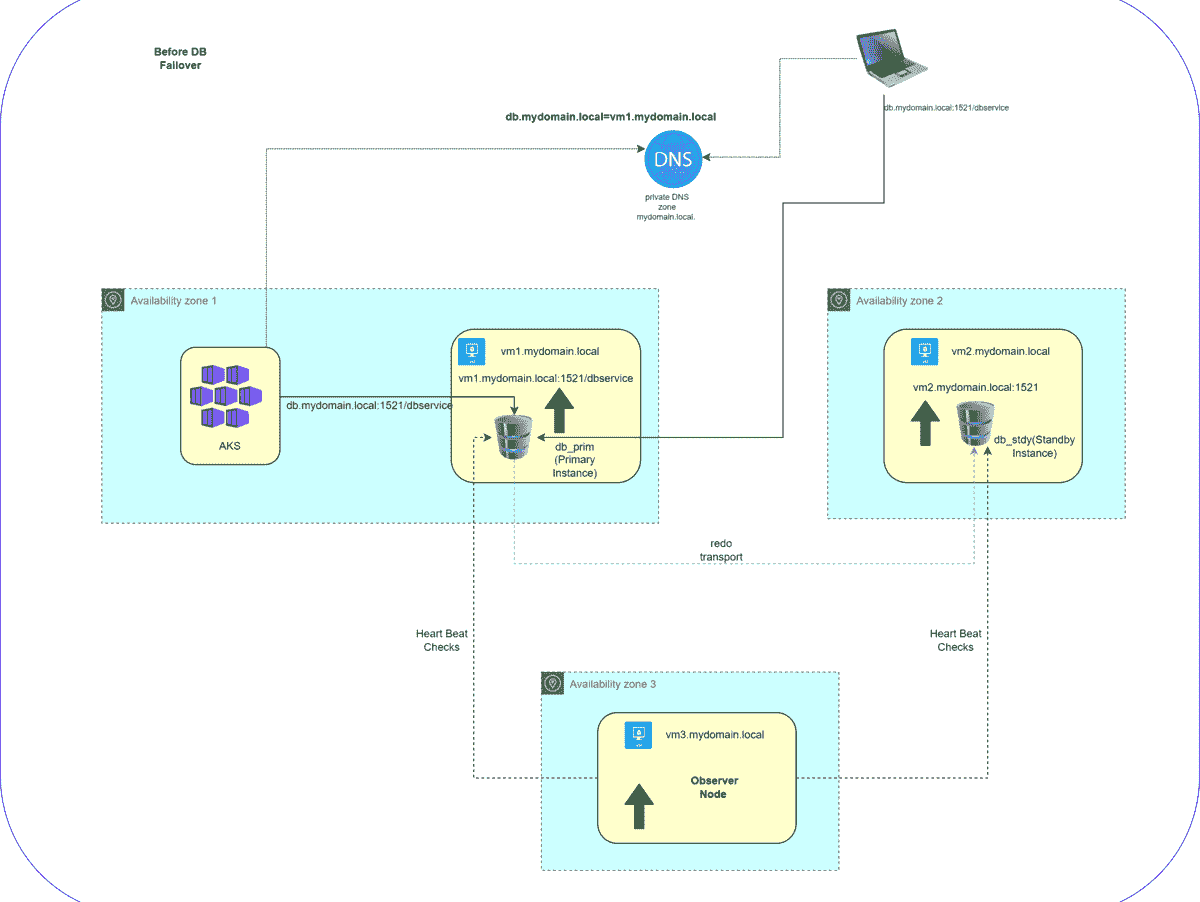 Before DB
Failover
db.mydomain.local:1521/dbservice
db.mydomain.local=vm1.mydomain.local
DNS
private DNS
zone
mydomain.local.
Availability zone 1
Availability zone 2
vm1.mydomain.local
vm1.mydomain.local:1521/dbservice
vm2.mydomain.local
vm2.mydomain.local:1521
db.mydomain.local:1521/dbservice
AKS
db_prim
(Primary
Instance)
db_stdy(Standby
Instance)
redo
transport
Heart Beat
Checks
Heart Beat
Checks
Availability zone 3
vm3.mydomain.local
Observer
Node